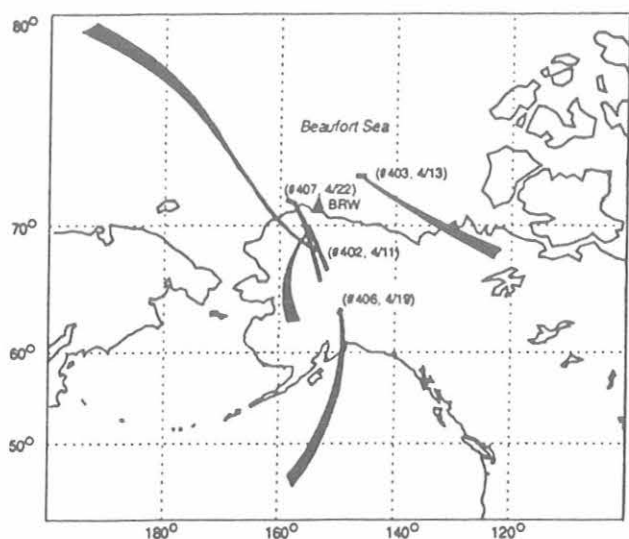 80°
Beaufort Sea
(#403, 4/13)
(#407, 4/22)
BRW
70°
(#402, 4/11)
(#406, 4/19)
60°
50°
180° 160° 140° 120°